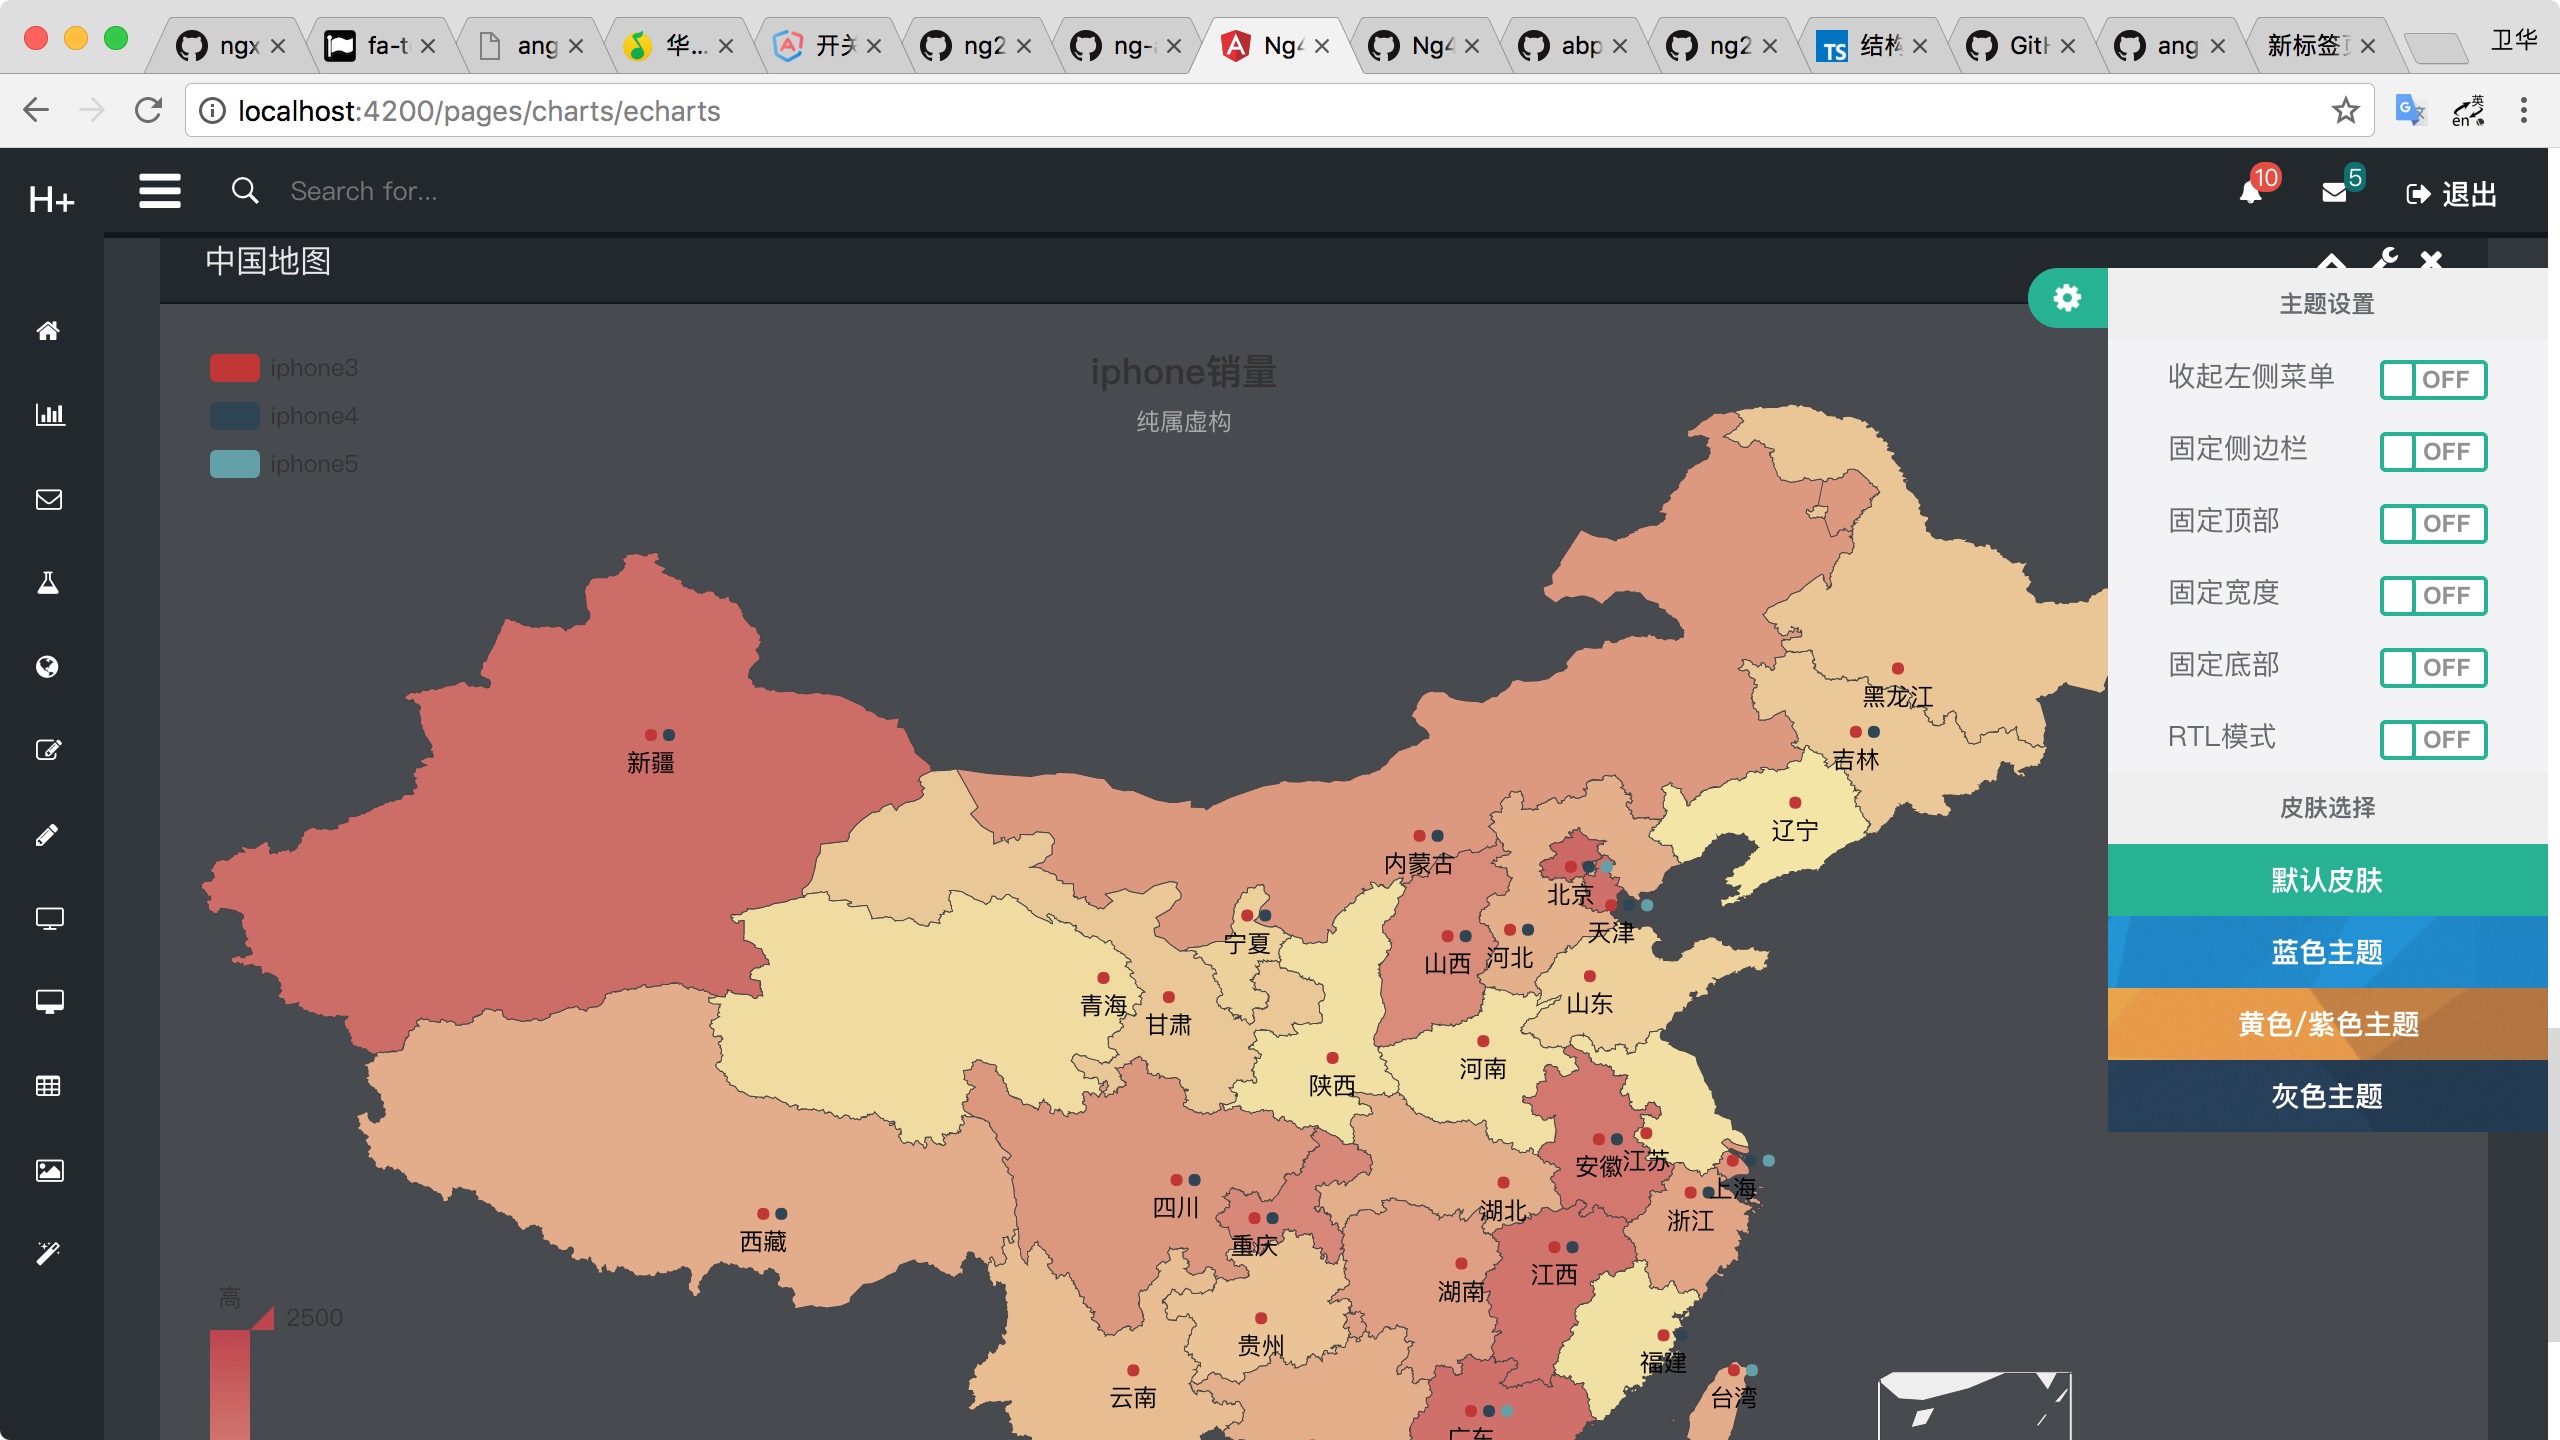 ngx
fa-t
ang
华...
开关
ng2
ng-
Ng4
Ng4
abp
ng2
TS
结构
GitH
ang
新标签
卫华
localhost:4200/pages/charts/echarts
英
en
H+
Search for...
10
5
退出
中国地图
iphone3
iphone4
iphone5
iphone销量
纯属虚构
黑龙江
新疆
吉林
辽宁
内蒙古
北京
天津
宁夏
山西
河北
青海
甘肃
山东
陕西
河南
安徽
江苏
上海
四川
湖北
浙江
西藏
重庆
江西
湖南
贵州
福建
云南
台湾
广东
高
2500
主题设置
收起左侧菜单 OFF
固定侧边栏 OFF
固定顶部 OFF
固定宽度 OFF
固定底部 OFF
RTL模式 OFF
皮肤选择
默认皮肤
蓝色主题
黄色/紫色主题
灰色主题